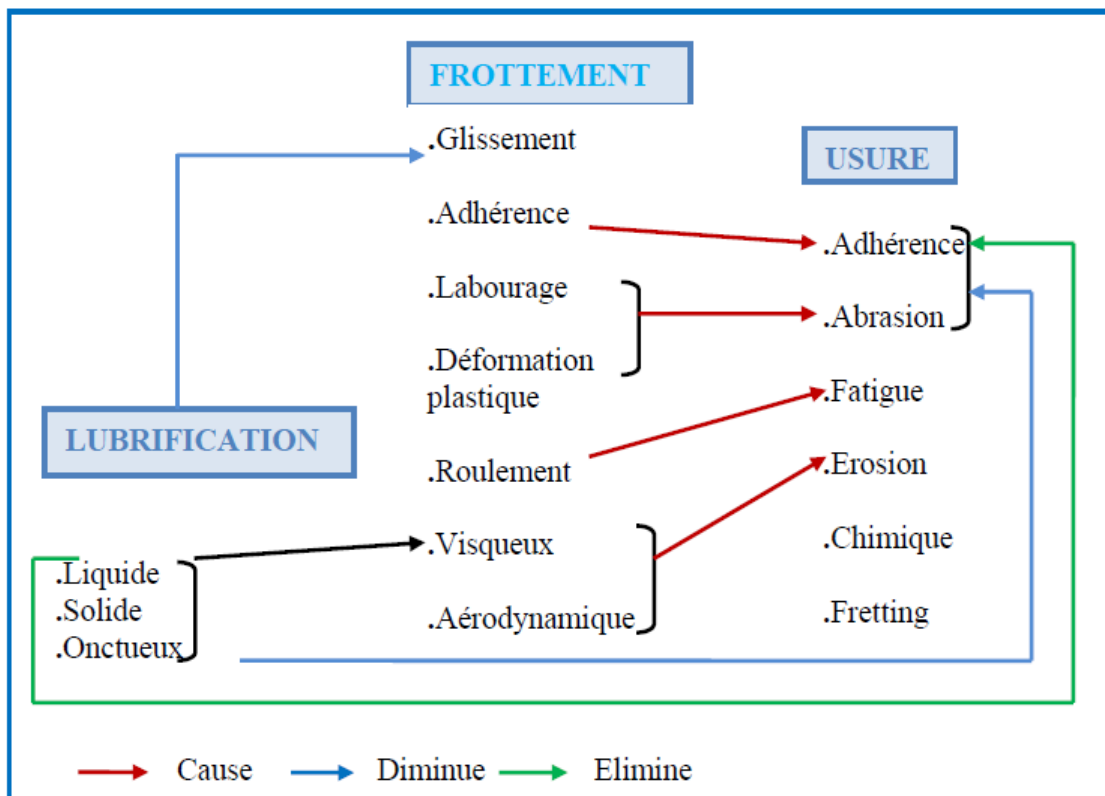 FROTTEMENT
.Glissement
USURE
.Adhérence
.Adhérence
.Labourage
.Abrasion
.Déformation
plastique
.Fatigue
LUBRIFICATION
.Roulement
.Erosion
.Visqueux
.Chimique
.Liquide
.Solide
.Onctueux
.Aérodynamique
.Fretting
Cause
Diminue
Elimine